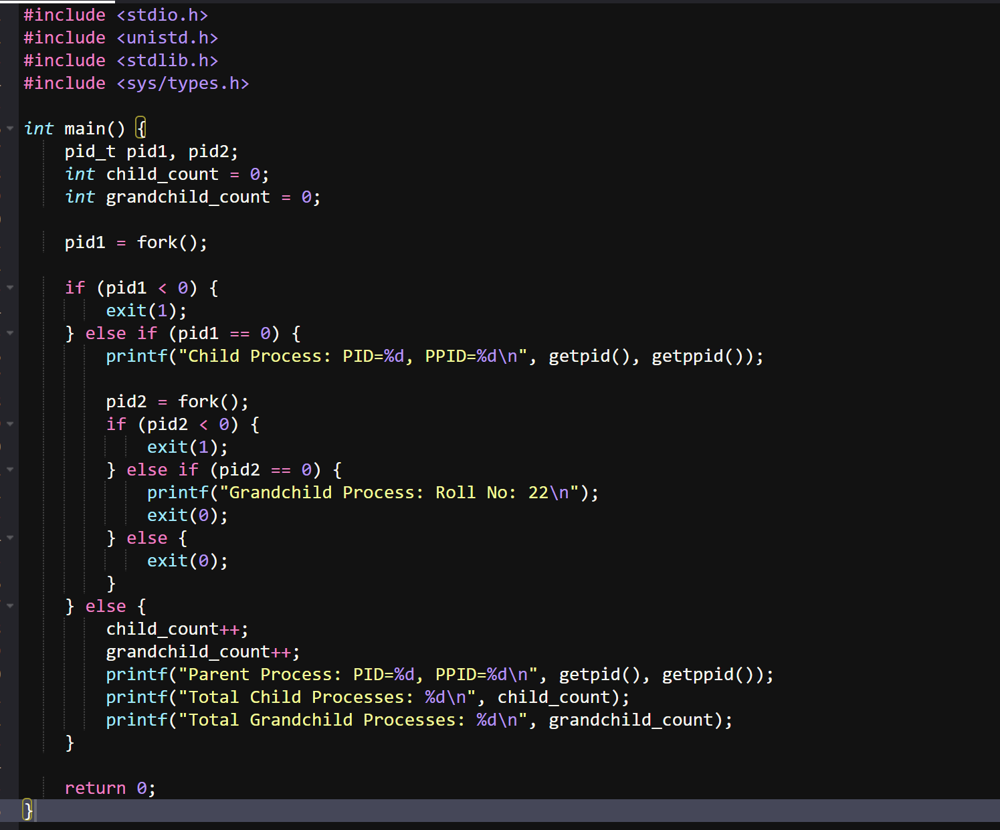 #include <stdio.h>
#include <unistd.h>
#include <stdlib.h>
#include <sys/types.h>
int main() {
    pid_t pid1, pid2;
    int child_count = 0;
    int grandchild_count = 0;
    pid1 = fork();
    if (pid1 < 0) {
        exit(1);
    } else if (pid1 == 0) {
        printf("Child Process: PID=%d, PPID=%d\n", getpid(), getppid());
        pid2 = fork();
        if (pid2 < 0) {
            exit(1);
        } else if (pid2 == 0) {
            printf("Grandchild Process: Roll No: 22\n");
            exit(0);
        } else {
            exit(0);
        }
    } else {
        child_count++;
        grandchild_count++;
        printf("Parent Process: PID=%d, PPID=%d\n", getpid(), getppid());
        printf("Total Child Processes: %d\n", child_count);
        printf("Total Grandchild Processes: %d\n", grandchild_count);
    }
    return 0;
}